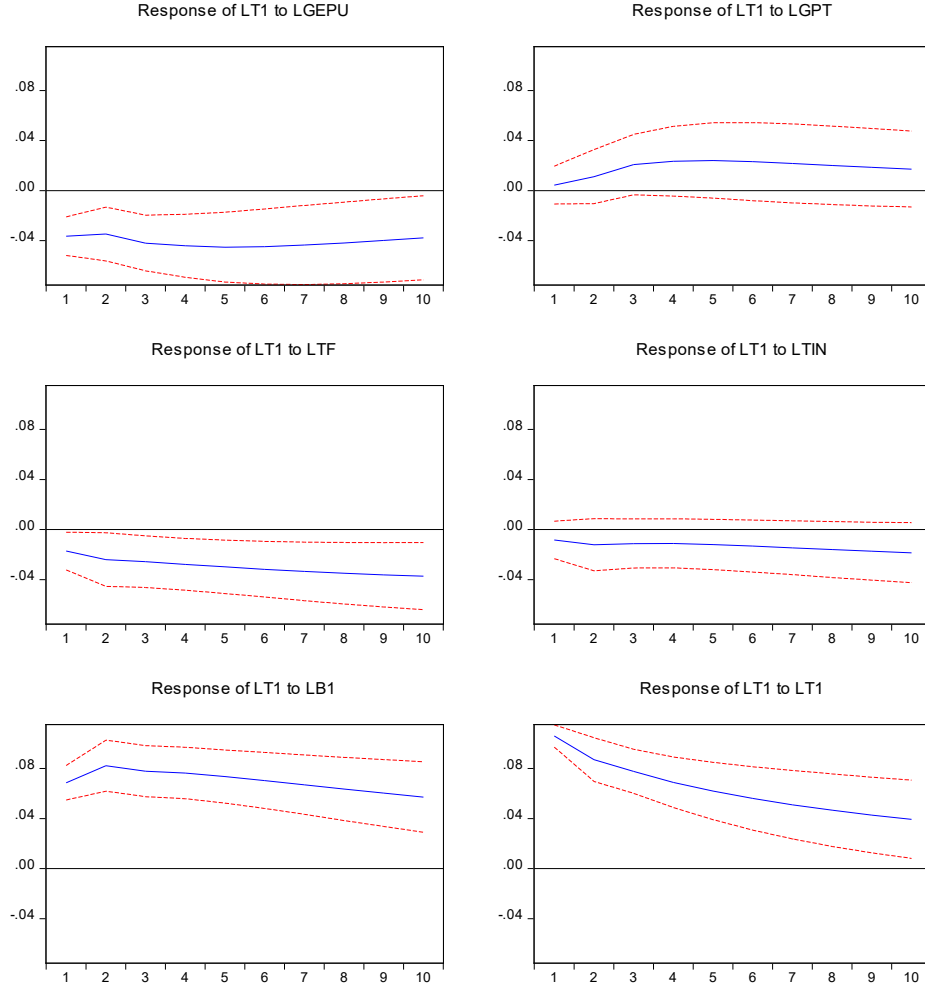 Response of LT1 to LGEPU
.08
.04
.00
-.04
1 2 3 4 5 6 7 8 9 10
Response of LT1 to LGPT
.08
.04
.00
-.04
1 2 3 4 5 6 7 8 9 10
Response of LT1 to LTF
.08
.04
.00
-.04
1 2 3 4 5 6 7 8 9 10
Response of LT1 to LTIN
.08
.04
.00
-.04
1 2 3 4 5 6 7 8 9 10
Response of LT1 to LB1
.08
.04
.00
-.04
1 2 3 4 5 6 7 8 9 10
Response of LT1 to LT1
.08
.04
.00
-.04
1 2 3 4 5 6 7 8 9 10